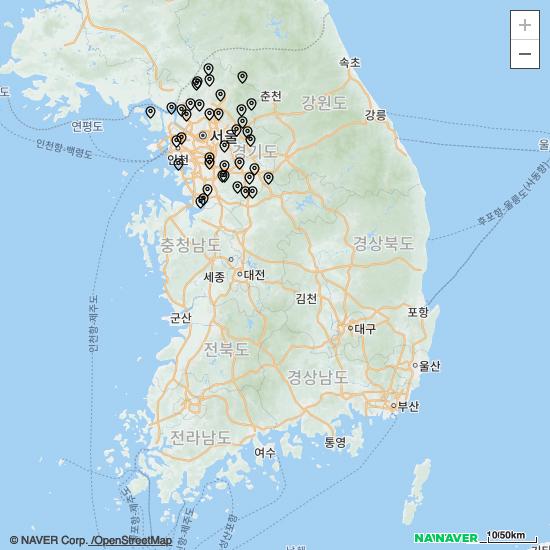 +
−
속초
춘천
강원도
강릉
연평도
서울
인천항-백령도
인천
경기도
울
후포항-울릉도(사동항)
충청남도
경상북도
세종
대전
김천
인천항-제주도
군산
포항
대구
전북도
울산
경상남도
부산
전라남도
통영
여수
© NAVER Corp. /OpenStreetMap
NAVER
10/50km